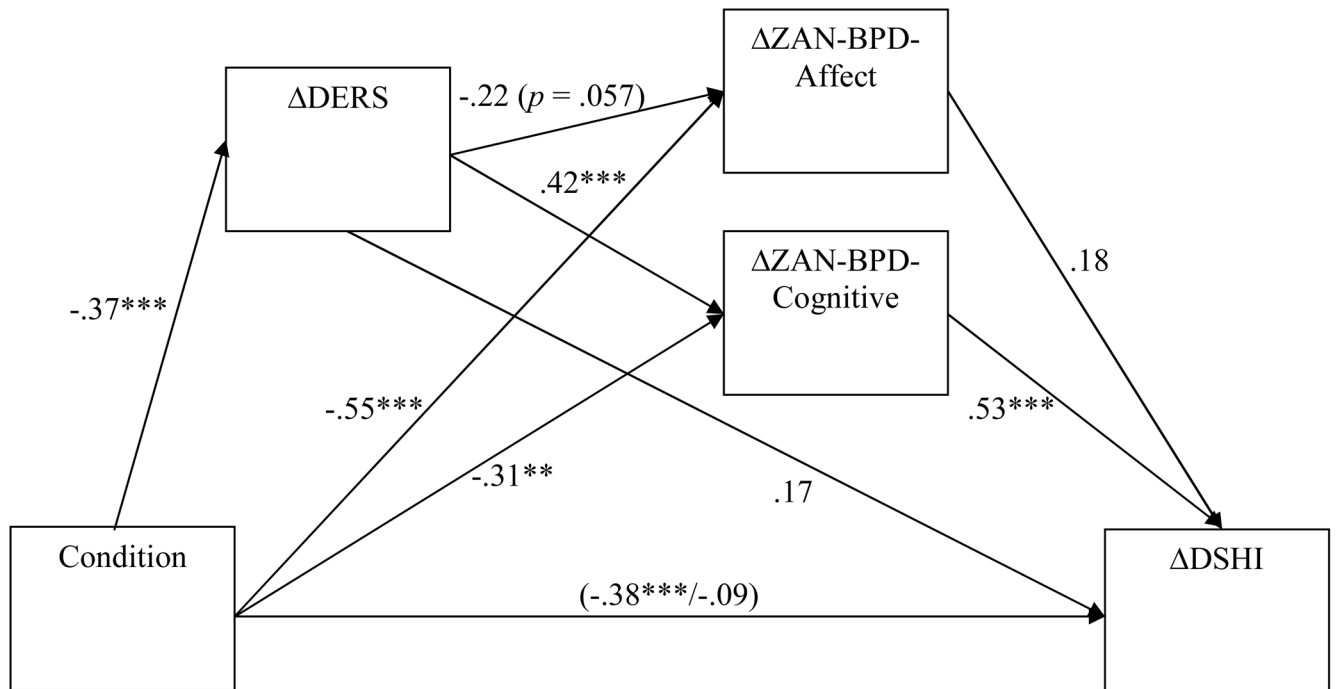 ΔZAN-BPD-
Affect
ΔDERS
-.22 (p = .057)
.42***
ΔZAN-BPD-
Cognitive
.18
-.37***
-.55***
.53***
-.31**
.17
Condition
(-.38***/-.09)
ΔDSHI